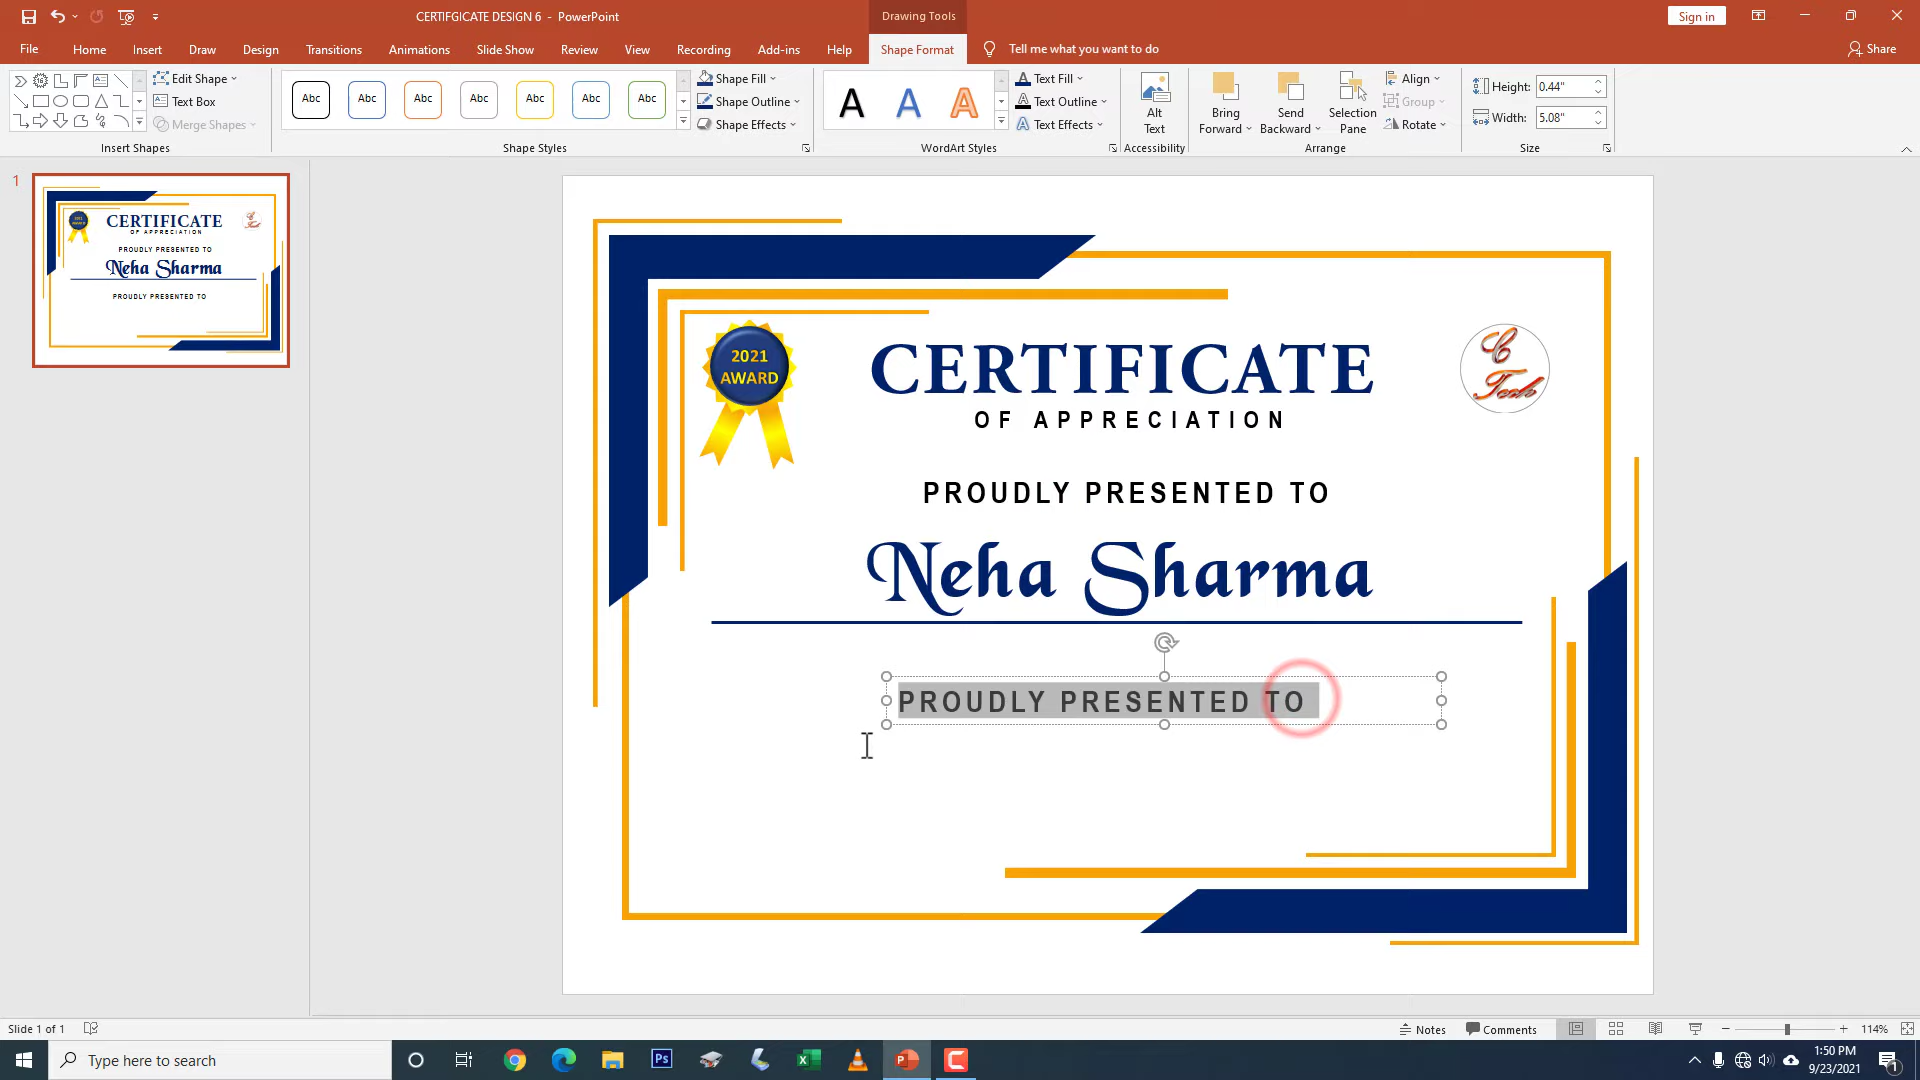 CERTIFGICATE DESIGN 6 - PowerPoint
Drawing Tools
Sign in
File
Home
Insert
Draw
Design
Transitions
Animations
Slide Show
Review
View
Recording
Add-ins
Help
Shape Format
Tell me what you want to do
Share
Edit Shape
Text Box
Merge Shapes
Insert Shapes
Abc
Abc
Abc
Abc
Abc
Abc
Abc
Shape Fill
Shape Outline
Shape Effects
Shape Styles
A
A
A
Text Fill
Text Outline
Text Effects
WordArt Styles
Alt
Text
Accessibility
Bring
Forward
Send
Backward
Selection
Pane
Align
Group
Rotate
Arrange
Height:
0.44"
Width:
5.08"
Size
1
2021
AWARD
CERTIFICATE
OF APPRECIATION
PROUDLY PRESENTED TO
Neha Sharma
PROUDLY PRESENTED TO
2021
AWARD
CERTIFICATE
OF APPRECIATION
C
Tech
PROUDLY PRESENTED TO
Neha Sharma
PROUDLY PRESENTED TO
Slide 1 of 1
Notes
Comments
114%
Type here to search
Ps
1:50 PM
9/23/2021
1